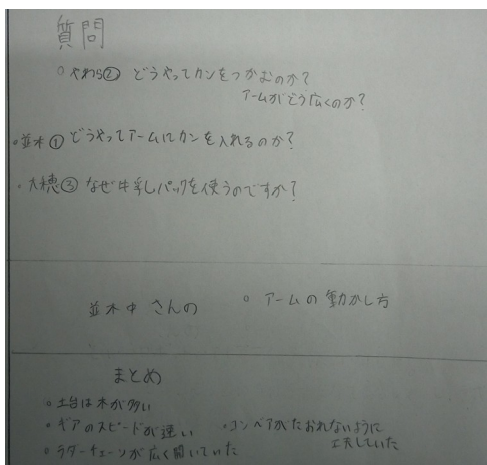 質問
○ やわら② どうやってカンをつかむのか?
アームがどう広くのか?
○並木① どうやってアームにカンを入れるのか?
○大穂③ なぜ牛乳パックを使うのですか?
並木中さんの ○ アームの動かし方
まとめ
○土台は木が多い
○ギアのスピードが速い ○コンベアがたおれないように
工夫していた
○ラダーチェーンが広く開いていた